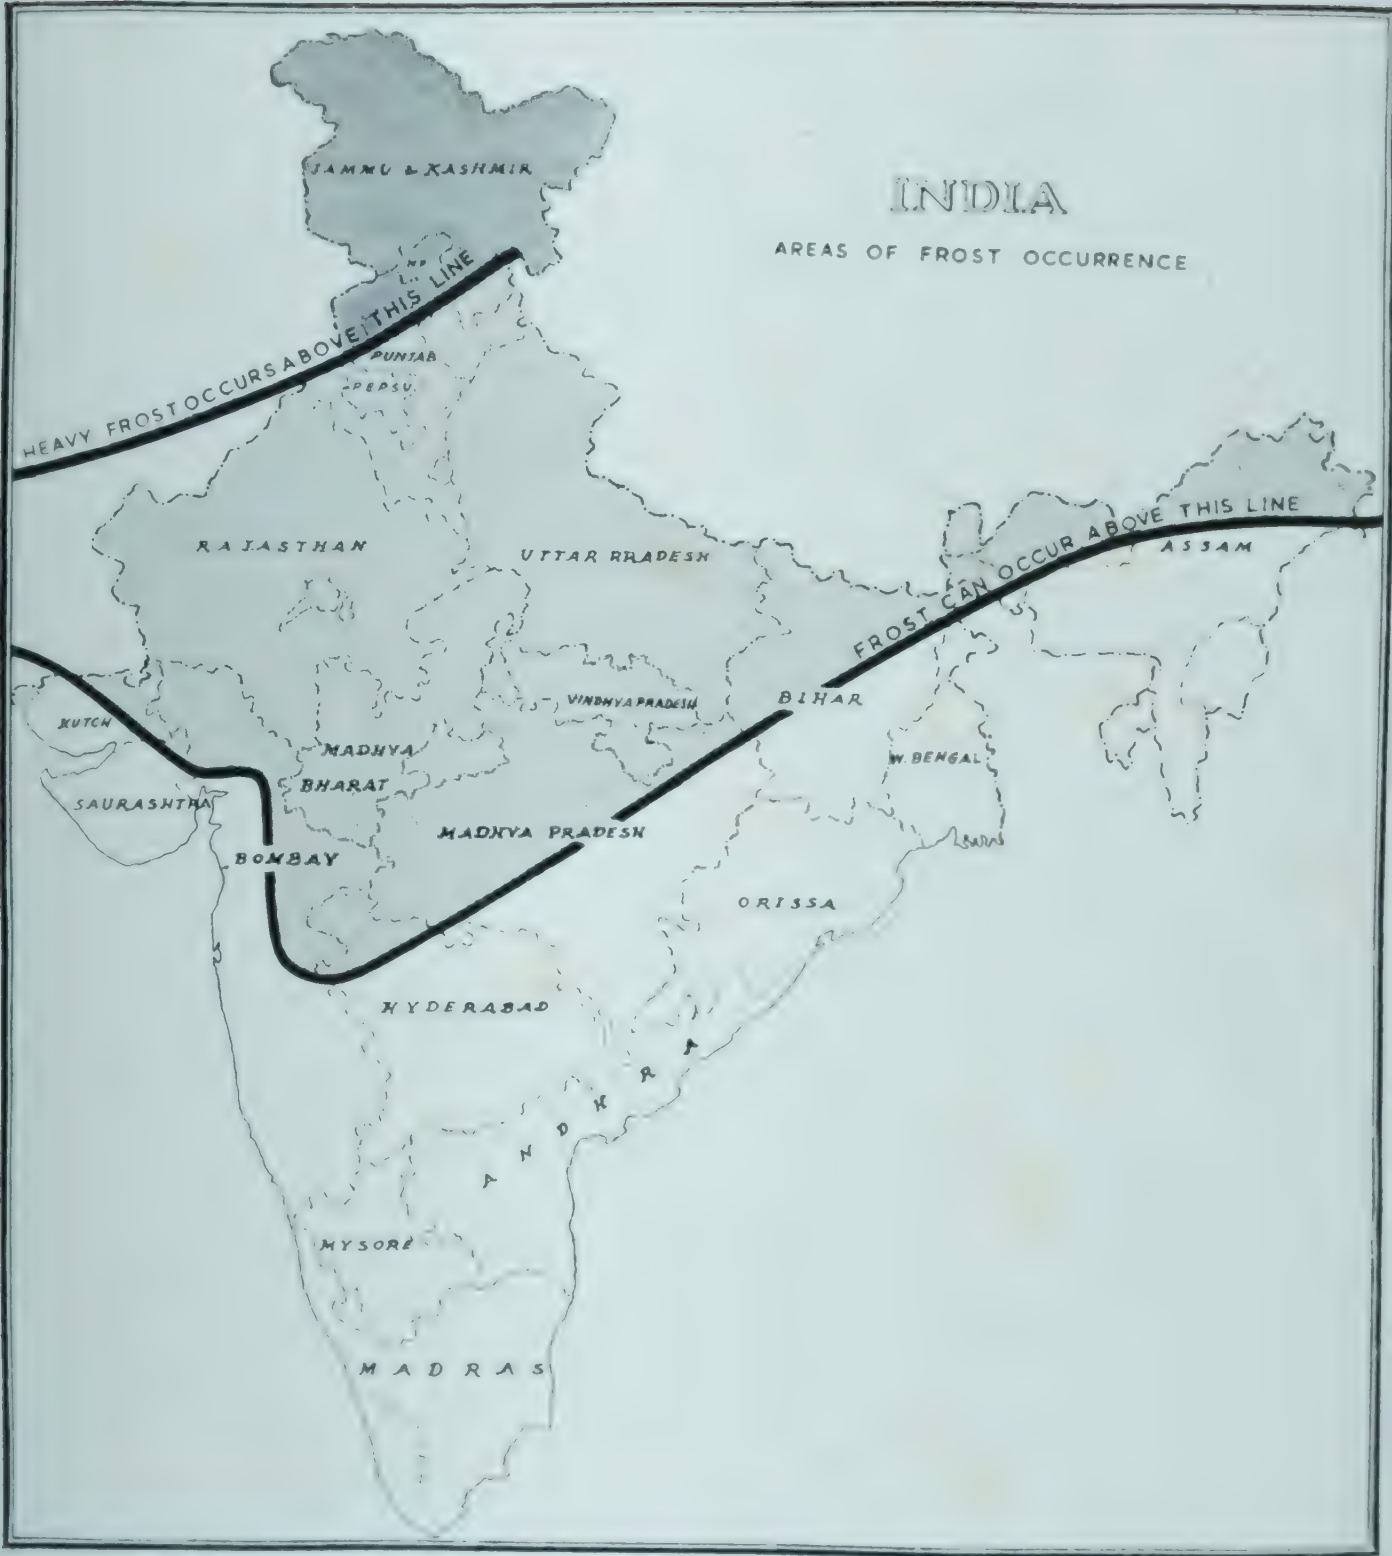 INDIA
AREAS OF FROST OCCURRENCE
JAMMU & KASHMIR
HEAVY FROST OCCURS ABOVE THIS LINE
PUNJAB
PEPSU
RAJASTHAN
UTTAR PRADESH
FROST CAN OCCUR ABOVE THIS LINE
ASSAM
VINDHYA PRADESH
BIHAR
KUTCH
MADHYA
BHARAT
W. BENGAL
SAURASHTRA
MADHYA PRADESH
BOMBAY
ORISSA
HYDERABAD
ANDHRA
MYSORE
MADRAS